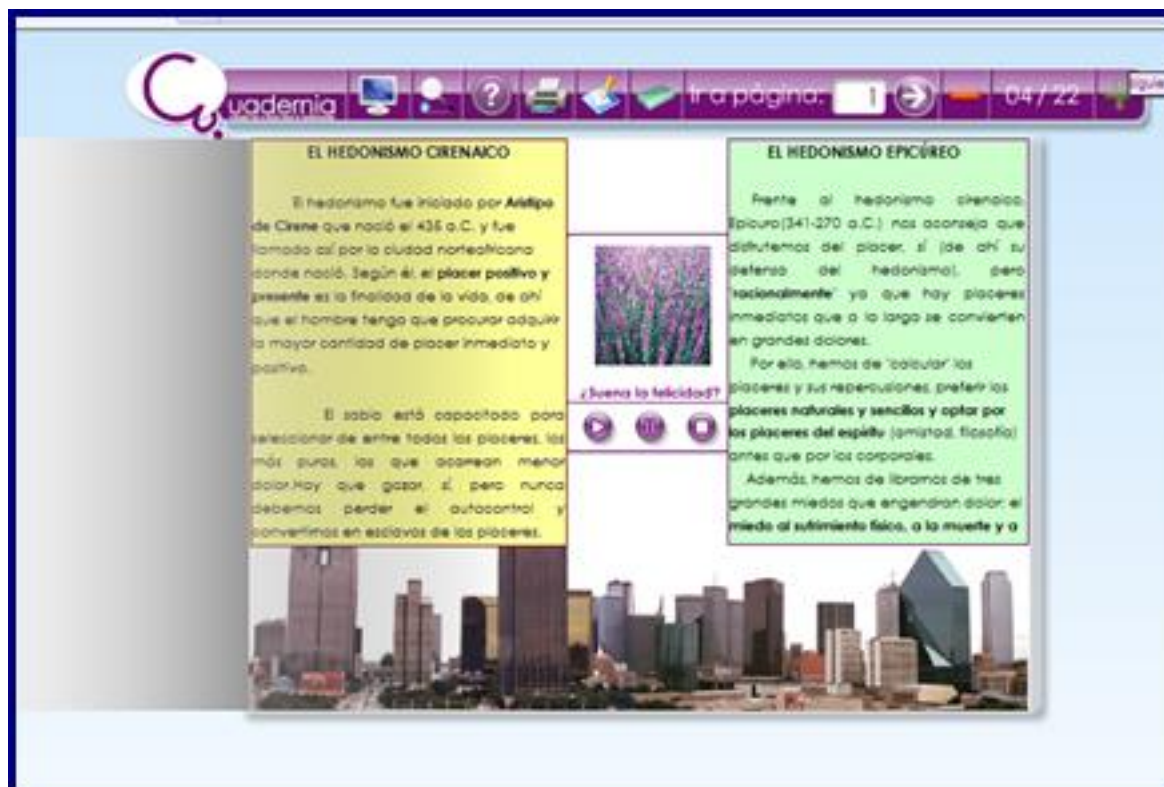 Cuadernia
Ir a página: 1
04 / 22
EL HEDONISMO CIRENAICO
El hedonismo fue iniciado por Aristipo
de Cirene que nació el 435 a.C. y fue
llamado así por la ciudad norteafricana
donde nació. Según él, el placer positivo y
presente es la finalidad de la vida, de ahí
que el hombre tenga que procurar adquirir
la mayor cantidad de placer inmediato y
positivo.
El sabio está capacitado para
seleccionar de entre todos los placeres, los
más puros, los que acarrean menor
dolor.Hay que gozar, sí, pero nunca
debemos perder el autocontrol y
convertirnos en esclavos de los placeres.
¿Suena la felicidad?
EL HEDONISMO EPICÚREO
Frente al hedonismo cirenaico,
Epicuro(341-270 a.C.) nos aconseja que
disfrutemos del placer, sí (de ahí su
defensa del hedonismo), pero
"racionalmente" ya que hay placeres
inmediatos que a la larga se convierten
en grandes dolores.
Por ello, hemos de "calcular" los
placeres y sus repercusiones, preferir los
placeres naturales y sencillos y optar por
los placeres del espíritu (amistad, filosofía)
antes que por los corporales.
Además, hemos de librarnos de tres
grandes miedos que engendran dolor: el
miedo al sufrimiento físico, a la muerte y a